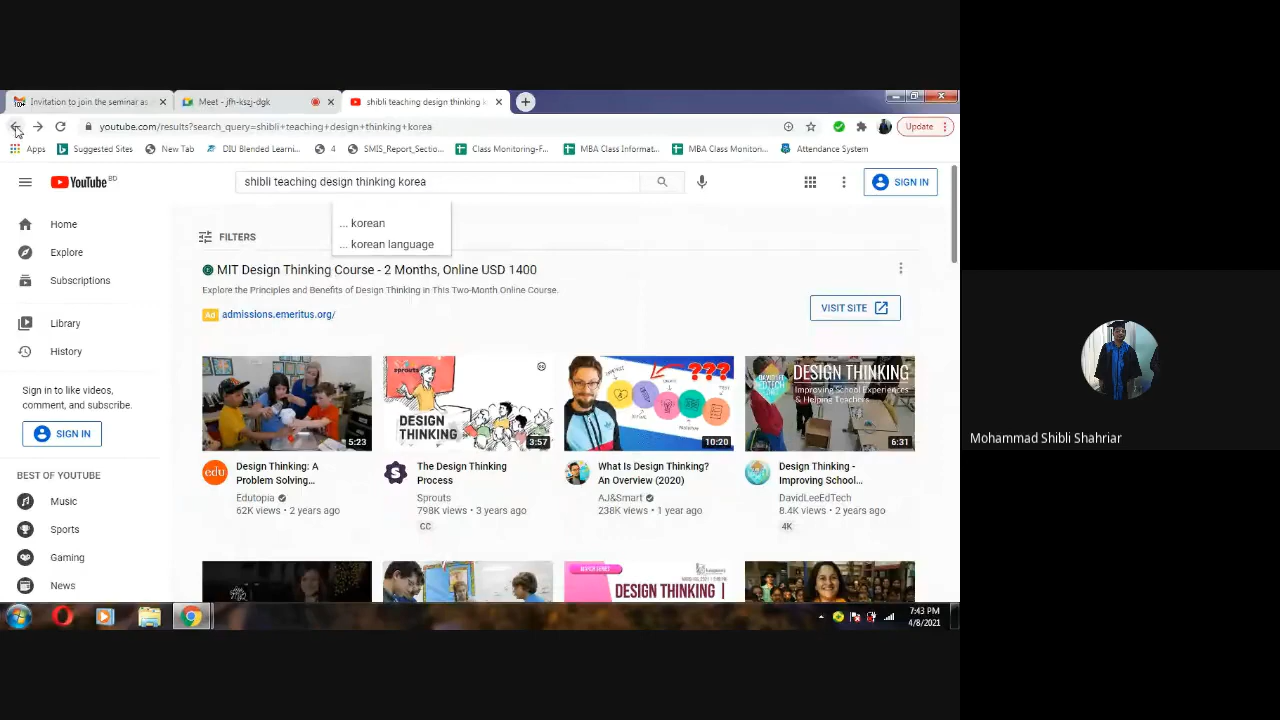 Invitation to join the seminar as
Meet - jfh-kszj-dgk
shibli teaching design thinking k
youtube.com/results?search_query=shibli+teaching+design+thinking+korea
Update
Apps
Suggested Sites
New Tab
DIU Blended Learni...
4
SMIS_Report_Sectio...
Class Monitoring-F...
MBA Class Informat...
MBA Class Monitori...
Attendance System
YouTube BD
shibli teaching design thinking korea
SIGN IN
... korean
... korean language
Home
Explore
Subscriptions
Library
History
Sign in to like videos,
comment, and subscribe.
SIGN IN
BEST OF YOUTUBE
Music
Sports
Gaming
News
FILTERS
MIT Design Thinking Course - 2 Months, Online USD 1400
Explore the Principles and Benefits of Design Thinking in This Two-Month Online Course.
Ad admissions.emeritus.org/
VISIT SITE
5:23
Design Thinking: A
Problem Solving...
Edutopia
62K views • 2 years ago
sprouts
DESIGN
THINKING
3:57
The Design Thinking
Process
Sprouts
798K views • 3 years ago
CC
???
10:20
What Is Design Thinking?
An Overview (2020)
AJ&Smart
238K views • 1 year ago
DAVIDLEE
EDTECH
DESIGN THINKING
Improving School Experiences
& Helping Teachers
6:31
Design Thinking -
Improving School...
DavidLeeEdTech
8.4K views • 2 years ago
4K
DESIGN THINKING |
7:43 PM
4/8/2021
Mohammad Shibli Shahriar